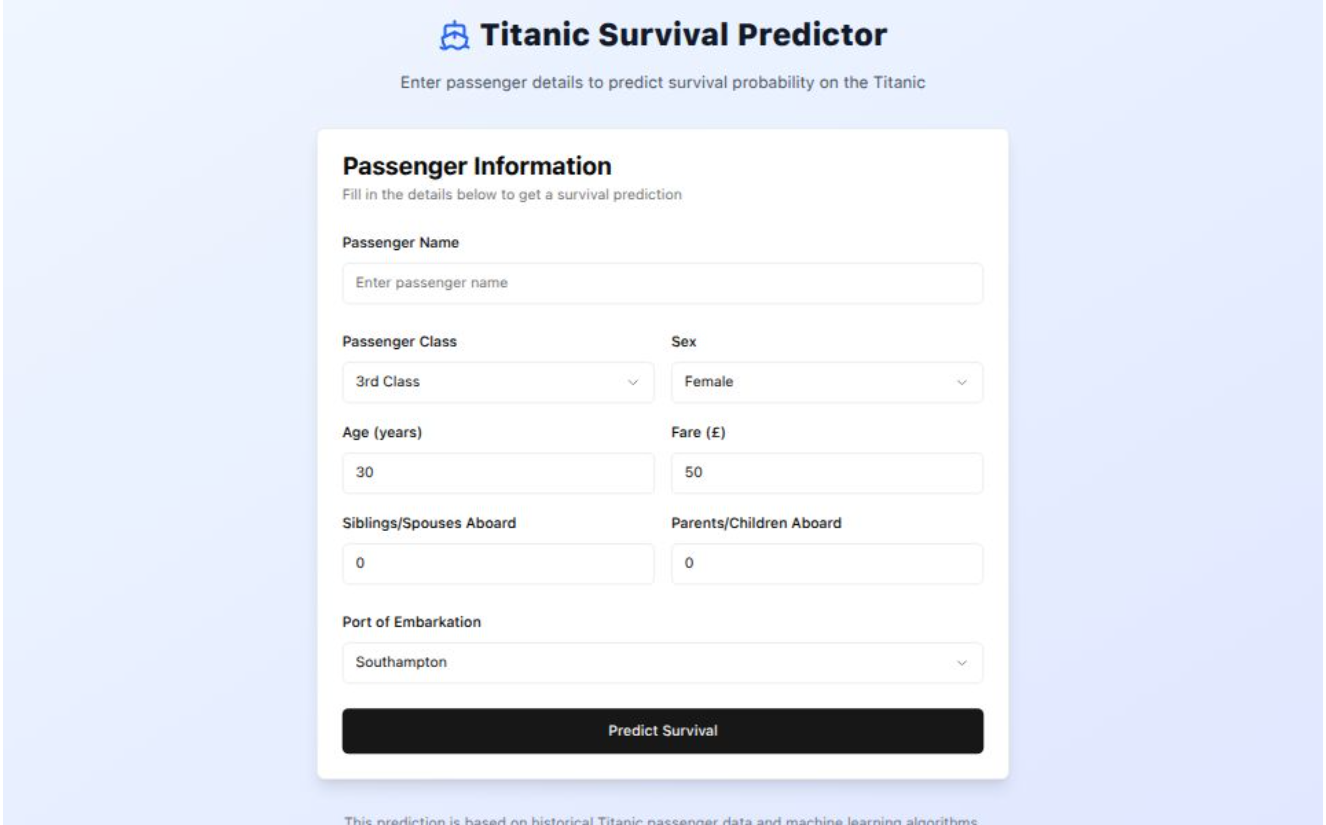 Titanic Survival Predictor
Enter passenger details to predict survival probability on the Titanic
Passenger Information
Fill in the details below to get a survival prediction
Passenger Name
Enter passenger name
Passenger Class
Sex
3rd Class
Female
Age (years)
Fare (£)
30
50
Siblings/Spouses Aboard
Parents/Children Aboard
0
0
Port of Embarkation
Southampton
Predict Survival
This prediction is based on historical Titanic passenger data and machine learning algorithms